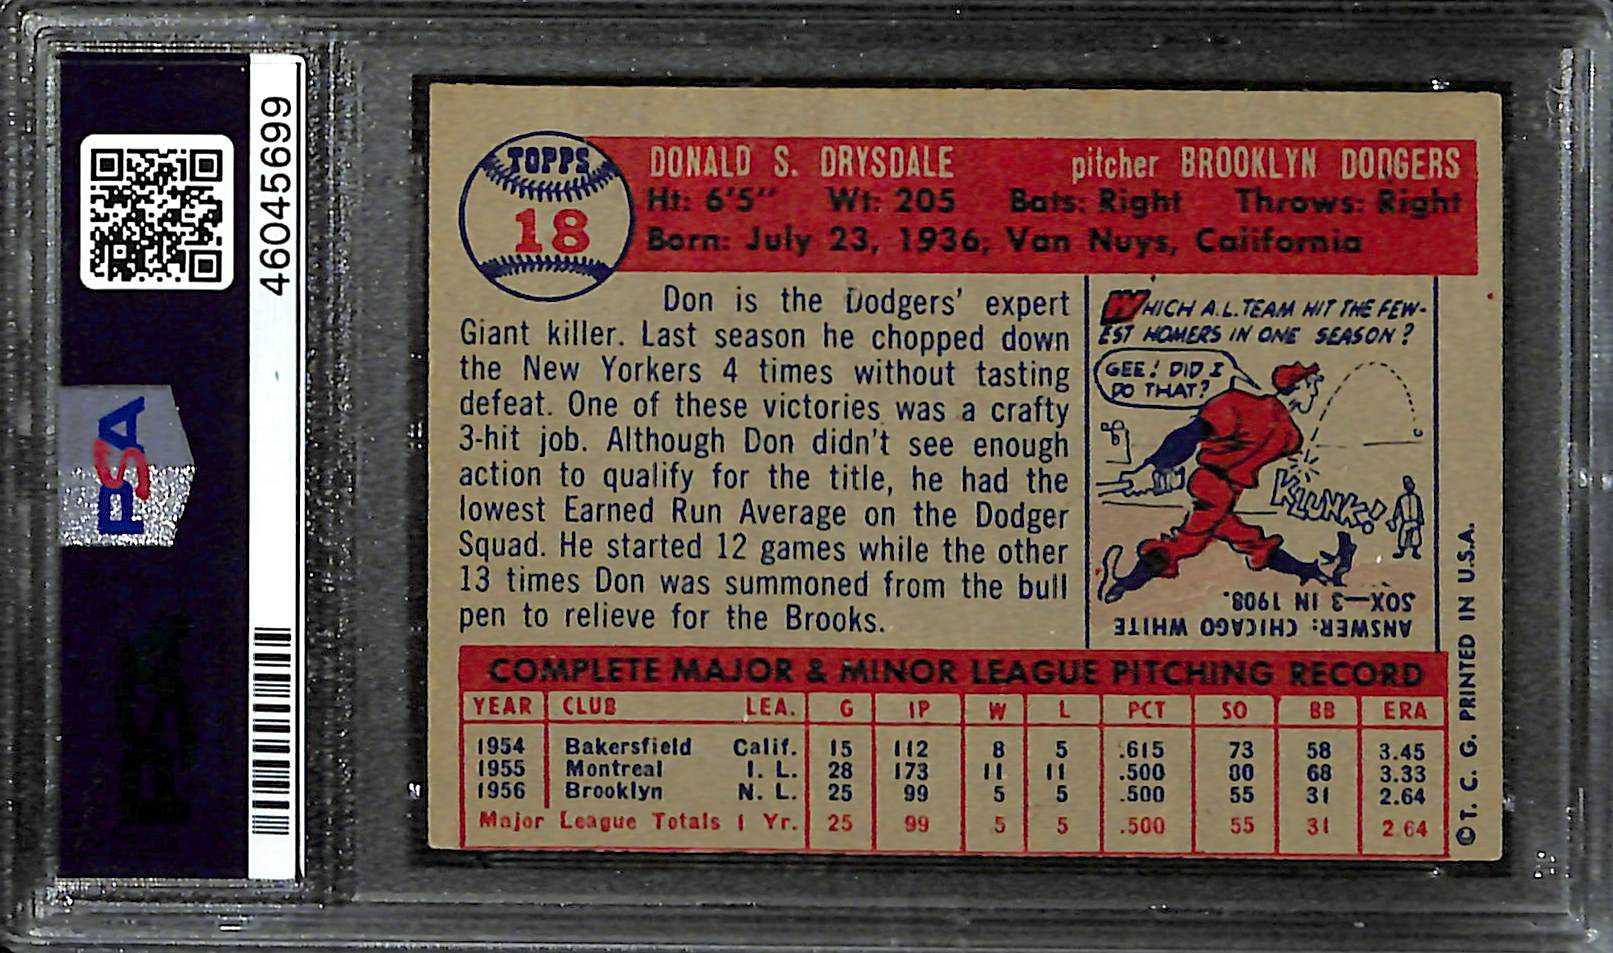 46045699
PSA
TOPPS
18
DONALD S. DRYSDALE pitcher BROOKLYN DODGERS
Ht: 6'5" Wt: 205 Bats: Right Throws: Right
Born: July 23, 1936; Van Nuys, California
Don is the Dodgers' expert
Giant killer. Last season he chopped down
the New Yorkers 4 times without tasting
defeat. One of these victories was a crafty
3-hit job. Although Don didn't see enough
action to qualify for the title, he had the
lowest Earned Run Average on the Dodger
Squad. He started 12 games while the other
13 times Don was summoned from the bull
pen to relieve for the Brooks.
WHICH A.L. TEAM HIT THE FEW-
EST HOMERS IN ONE SEASON?
GEE! DID I
DO THAT?
KLUNK!
ANSWER: CHICAGO WHITE
SOX—3 IN 1908.
COMPLETE MAJOR & MINOR LEAGUE PITCHING RECORD
YEAR CLUB LEA. G IP W L PCT SO BB ERA
1954 Bakersfield Calif. 15 112 8 5 .615 73 58 3.45
1955 Montreal I. L. 28 173 11 11 .500 80 68 3.33
1956 Brooklyn N. L. 25 99 5 5 .500 55 31 2.64
Major League Totals 1 Yr. 25 99 5 5 .500 55 31 2.64
© T. C. G. PRINTED IN U.S.A.